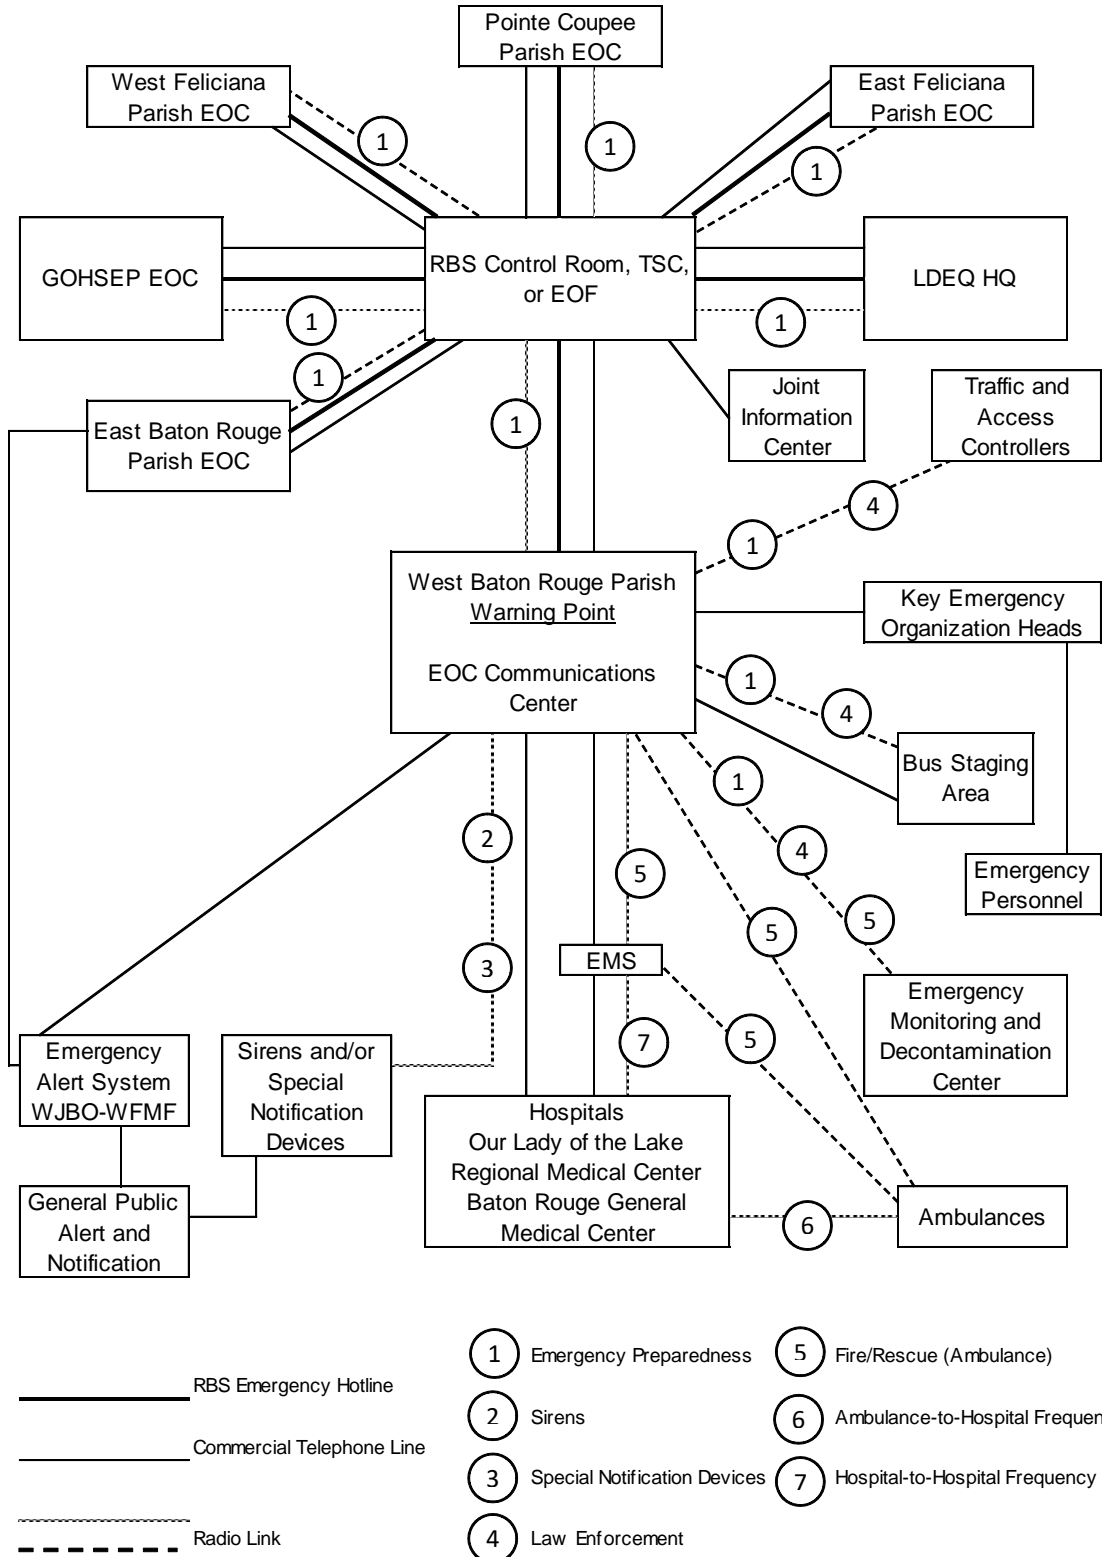 Pointe Coupee
Parish EOC
West Feliciana
Parish EOC
East Feliciana
Parish EOC
1
1
1
GOHSEP EOC
RBS Control Room, TSC,
or EOF
LDEQ HQ
1
1
1
East Baton Rouge
Parish EOC
1
Joint
Information
Center
Traffic and
Access
Controllers
4
1
West Baton Rouge Parish
Warning Point
EOC Communications
Center
Key Emergency
Organization Heads
1
4
Bus Staging
Area
1
2
4
5
Emergency
Personnel
5
5
3
EMS
Emergency
Monitoring and
Decontamination
Center
5
7
Emergency
Alert System
WJBO-WFMF
Sirens and/or
Special
Notification
Devices
Hospitals
Our Lady of the Lake
Regional Medical Center
Baton Rouge General
Medical Center
General Public
Alert and
Notification
6
Ambulances
RBS Emergency Hotline
Commercial Telephone Line
Radio Link
1 Emergency Preparedness
2 Sirens
3 Special Notification Devices
4 Law Enforcement
5 Fire/Rescue (Ambulance)
6 Ambulance-to-Hospital Frequen
7 Hospital-to-Hospital Frequency